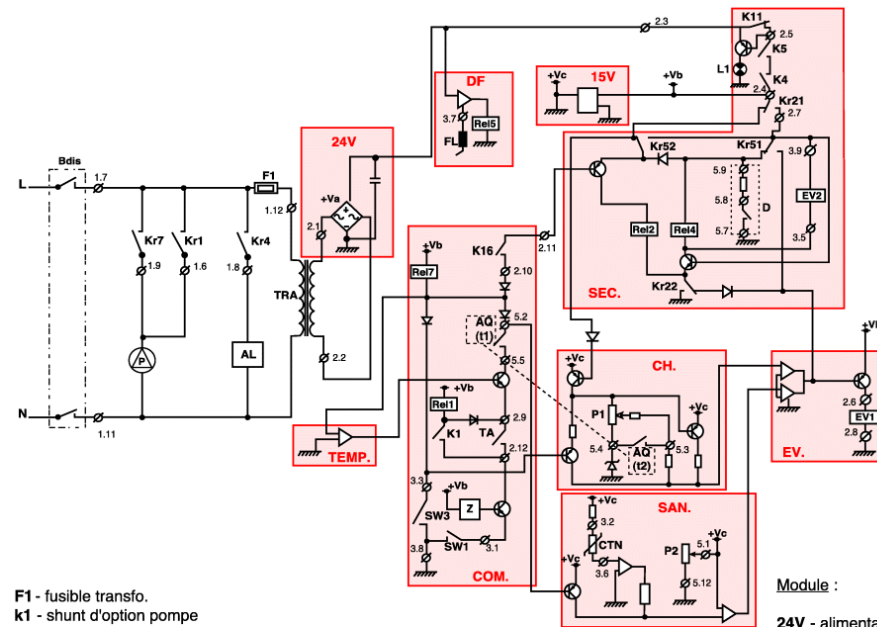 K11
2.3
2.5
K5
DF
15V
L1
K4
+Vc
+Vb
2.4
3.7
Rel5
Kr21
2.7
FL
24V
Bdis
Kr52
Kr51
3.9
L
1.7
F1
+Va
5.9
1.12
5.8
EV2
2.1
+Vb
D
Kr7
Kr1
Kr4
K16
Rel2
Rel4
5.7
2.11
3.5
Rel7
2.10
1.9
1.6
1.8
TRA
Kr22
SEC.
AQ
(t1)
5.2
P
AL
2.2
5.5
+Vc
CH.
+Vb
Rel1
P1
+Vc
2.6
K1
TA
2.9
EV1
N
1.11
TEMP.
2.12
5.4
AQ
(t2)
5.3
2.8
EV.
3.3
+Vb
SAN.
SW3
Z
+Vc
3.2
SW1
3.1
CTN
+Vc
5.1
P2
3.8
COM.
+Vc
3.6
5.12
F1 - fusible transfo.
k1 - shunt d'option pompe
Module :
24V - alimenta